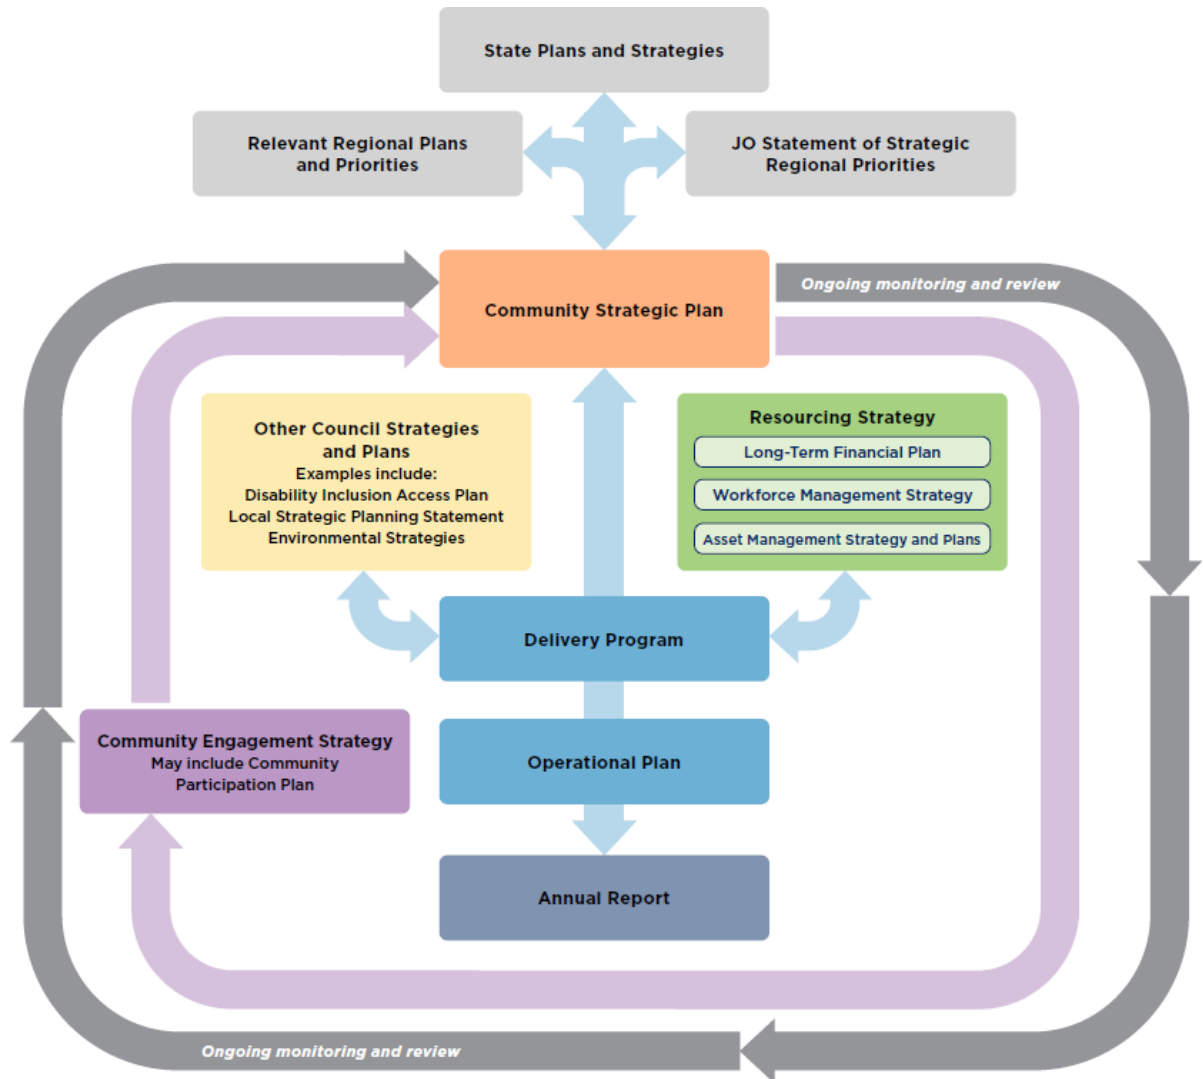 State Plans and Strategies
Relevant Regional Plans
and Priorities
JO Statement of Strategic
Regional Priorities
Community Strategic Plan
Ongoing monitoring and review
Other Council Strategies
and Plans
Examples include:
Disability Inclusion Access Plan
Local Strategic Planning Statement
Environmental Strategies
Resourcing Strategy
Long-Term Financial Plan
Workforce Management Strategy
Asset Management Strategy and Plans
Delivery Program
Community Engagement Strategy
May include Community
Participation Plan
Operational Plan
Annual Report
Ongoing monitoring and review